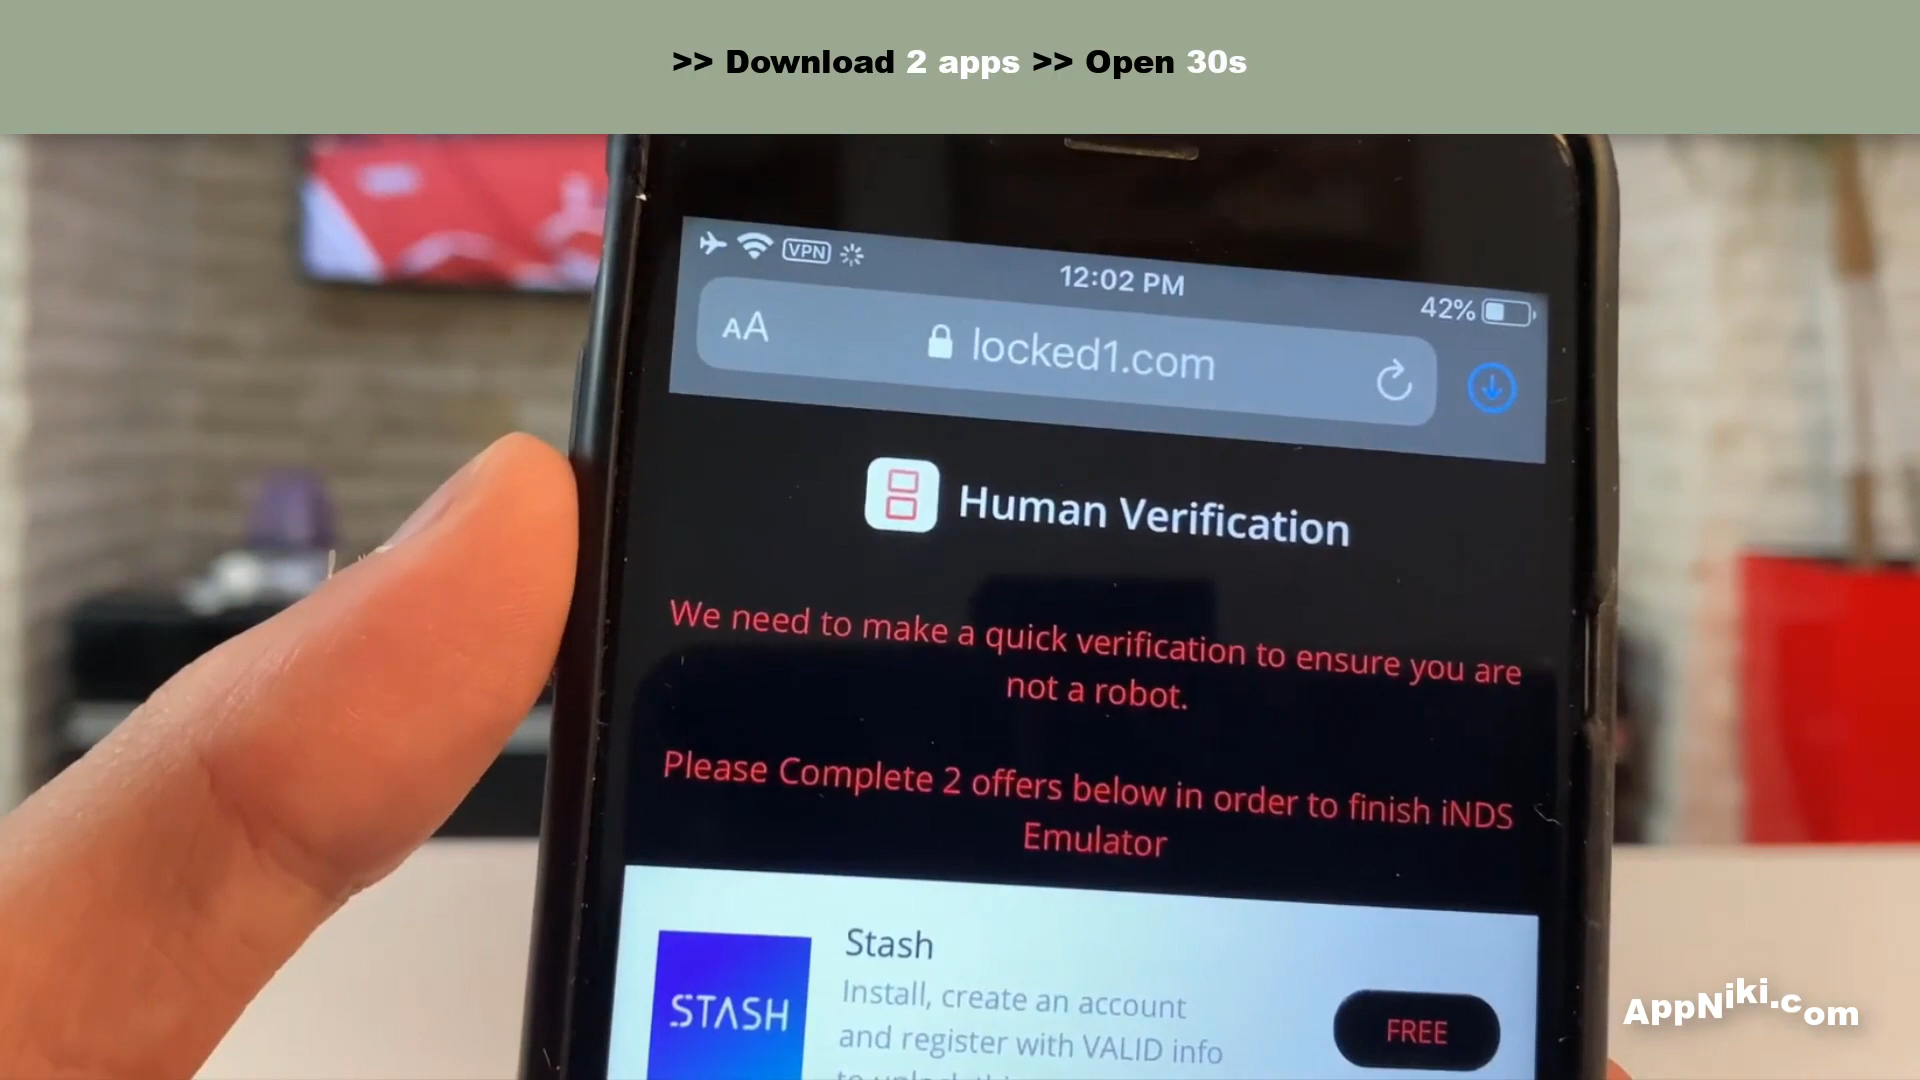 >> Download 2 apps >> Open 30s
VPN
12:02 PM
42%
AA
locked1.com
Human Verification
We need to make a quick verification to ensure you are
not a robot.
Please Complete 2 offers below in order to finish iNDS
Emulator
Stash
STASH
Install, create an account
and register with VALID info
FREE
AppNiki.com